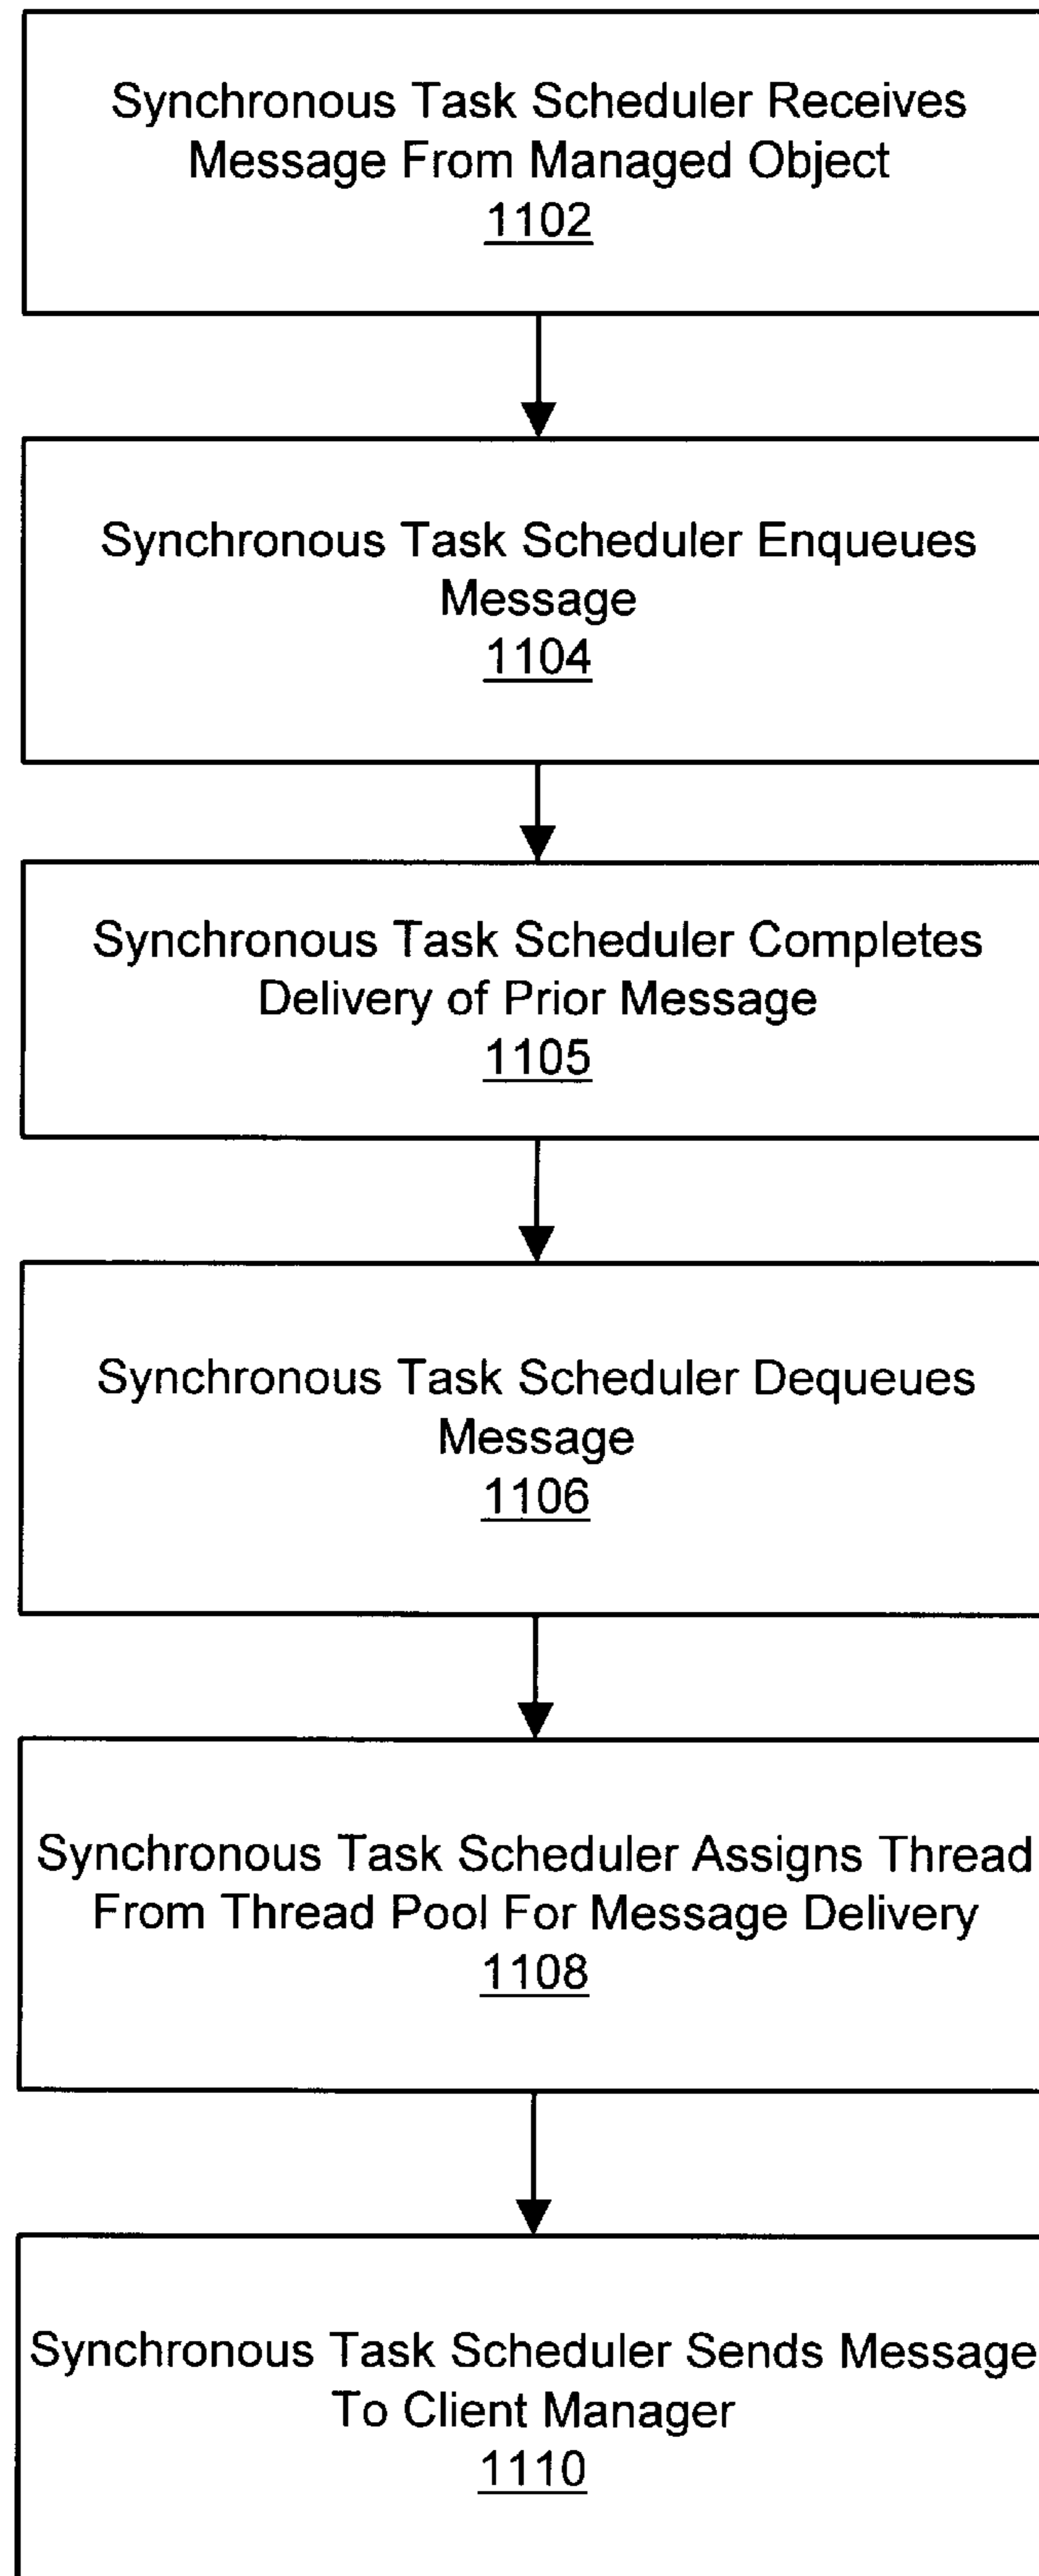 Synchronous Task Scheduler Receives
Message From Managed Object
1102
Synchronous Task Scheduler Enqueues
Message
1104
Synchronous Task Scheduler Completes
Delivery of Prior Message
1105
Synchronous Task Scheduler Dequeues
Message
1106
Synchronous Task Scheduler Assigns Thread
From Thread Pool For Message Delivery
1108
Synchronous Task Scheduler Sends Message
To Client Manager
1110